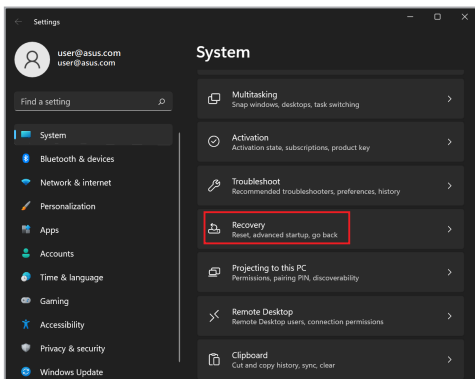 Settings
user@asus.com
user@asus.com
Find a setting
System
Bluetooth & devices
Network & internet
Personalization
Apps
Accounts
Time & language
Gaming
Accessibility
Privacy & security
Windows Update
System
Multitasking
Snap windows, desktops, task switching
Activation
Activation state, subscriptions, product key
Troubleshoot
Recommended troubleshooters, preferences, history
Recovery
Reset, advanced startup, go back
Projecting to this PC
Permissions, pairing PIN, discoverability
Remote Desktop
Remote Desktop users, connection permissions
Clipboard
Cut and copy history, sync, clear